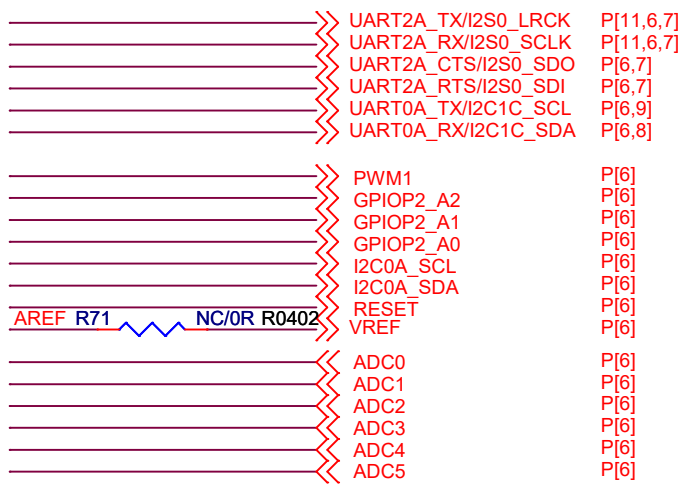 UART2A_TX/I2S0_LRCK P[11,6,7]
UART2A_RX/I2S0_SCLK P[11,6,7]
UART2A_CTS/I2S0_SDO P[6,7]
UART2A_RTS/I2S0_SDI P[6,7]
UART0A_TX/I2C1C_SCL P[6,9]
UART0A_RX/I2C1C_SDA P[6,8]
PWM1 P[6]
GPIOP2_A2 P[6]
GPIOP2_A1 P[6]
GPIOP2_A0 P[6]
I2C0A_SCL P[6]
I2C0A_SDA P[6]
RESET P[6]
AREF R71 NC/0R R0402 VREF P[6]
ADC0 P[6]
ADC1 P[6]
ADC2 P[6]
ADC3 P[6]
ADC4 P[6]
ADC5 P[6]